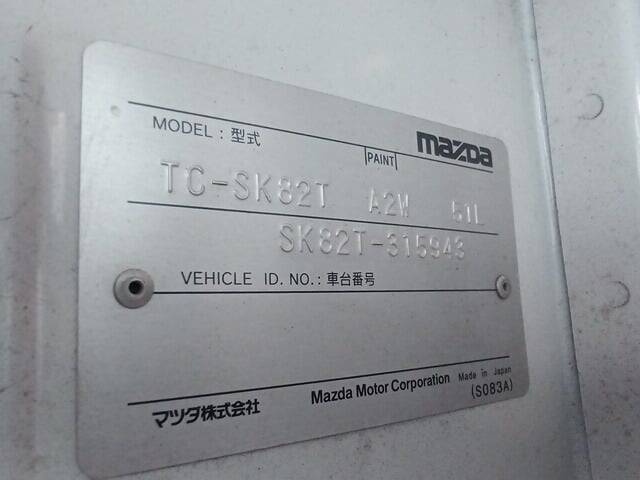 mazda
MODEL : 型式 PAINT
TC-SK82T A2W 51L
SK82T-315943
VEHICLE ID. NO. : 車台番号
マツダ株式会社 Mazda Motor Corporation Made in Japan
(S083A)